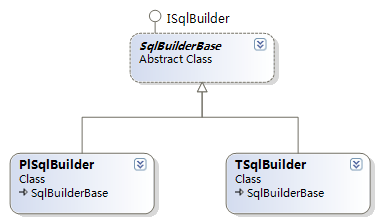 ISqlBuilder
SqlBuilderBase
Abstract Class
PlSqlBuilder
Class
SqlBuilderBase
TSqlBuilder
Class
SqlBuilderBase